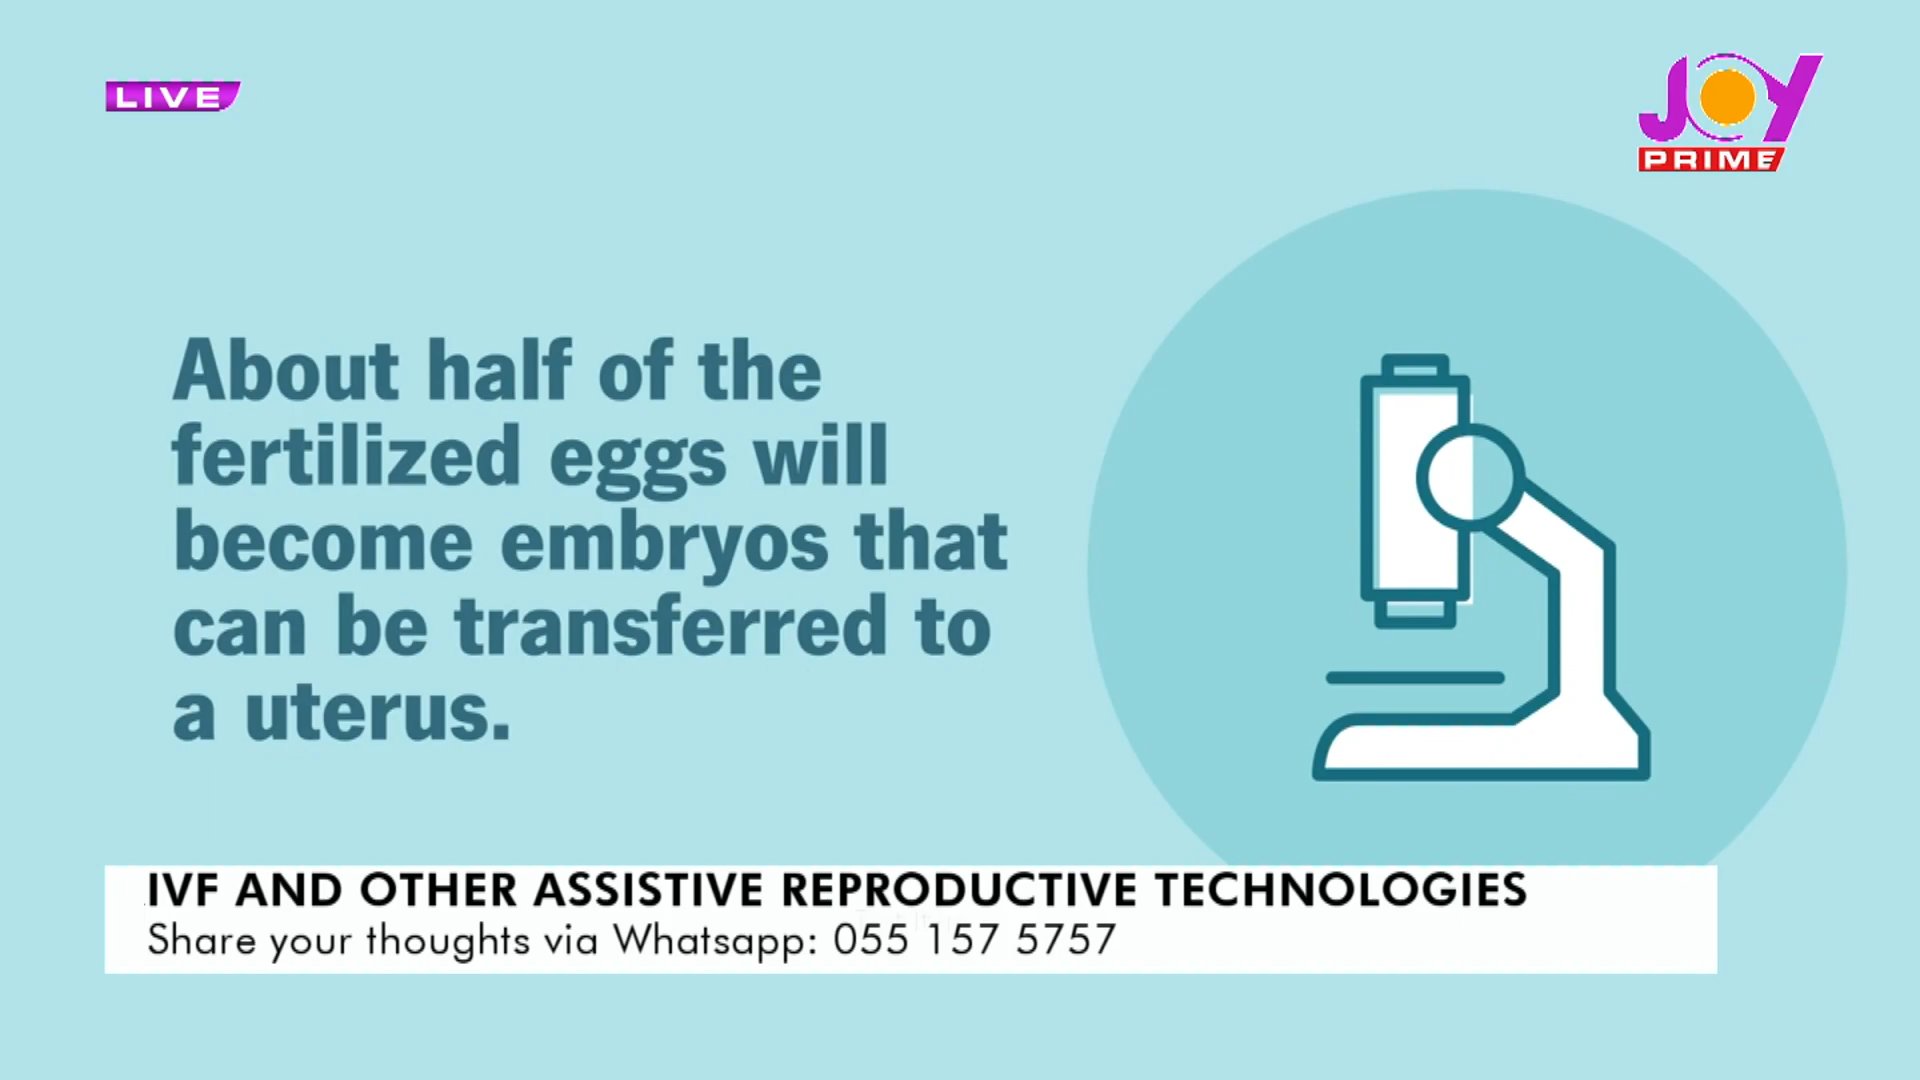 LIVE
JOY
PRIME
About half of the
fertilized eggs will
become embryos that
can be transferred to
a uterus.
IVF AND OTHER ASSISTIVE REPRODUCTIVE TECHNOLOGIES
Share your thoughts via Whatsapp: 055 157 5757